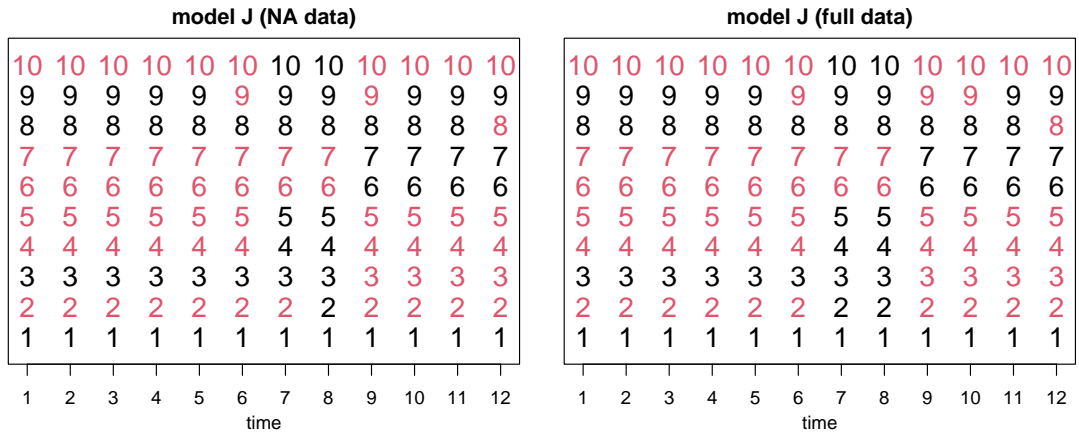 model J (NA data)
10 10 10 10 10 10 10 10 10 10 10 10
9 9 9 9 9 9 9 9 9 9 9 9
8 8 8 8 8 8 8 8 8 8 8 8
7 7 7 7 7 7 7 7 7 7 7 7
6 6 6 6 6 6 6 6 6 6 6 6
5 5 5 5 5 5 5 5 5 5 5 5
4 4 4 4 4 4 4 4 4 4 4 4
3 3 3 3 3 3 3 3 3 3 3 3
2 2 2 2 2 2 2 2 2 2 2 2
1 1 1 1 1 1 1 1 1 1 1 1
1 2 3 4 5 6 7 8 9 10 11 12
time
model J (full data)
10 10 10 10 10 10 10 10 10 10 10 10
9 9 9 9 9 9 9 9 9 9 9 9
8 8 8 8 8 8 8 8 8 8 8 8
7 7 7 7 7 7 7 7 7 7 7 7
6 6 6 6 6 6 6 6 6 6 6 6
5 5 5 5 5 5 5 5 5 5 5 5
4 4 4 4 4 4 4 4 4 4 4 4
3 3 3 3 3 3 3 3 3 3 3 3
2 2 2 2 2 2 2 2 2 2 2 2
1 1 1 1 1 1 1 1 1 1 1 1
1 2 3 4 5 6 7 8 9 10 11 12
time